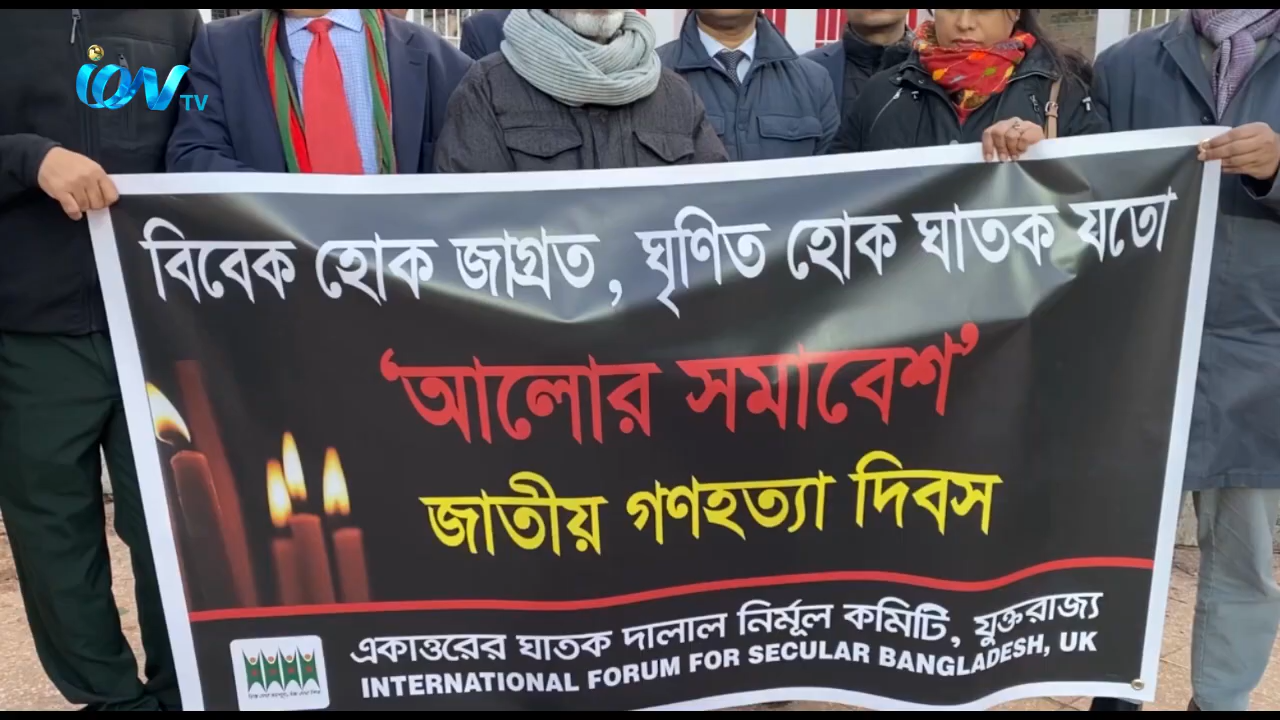 iON TV
বিবেক হোক জাগ্রত, ঘৃণিত হোক ঘাতক যতো
‘আলোর সমাবেশ’
জাতীয় গণহত্যা দিবস
একাত্তরের ঘাতক দালাল নির্মূল কমিটি, যুক্তরাজ্য
INTERNATIONAL FORUM FOR SECULAR BANGLADESH, UK